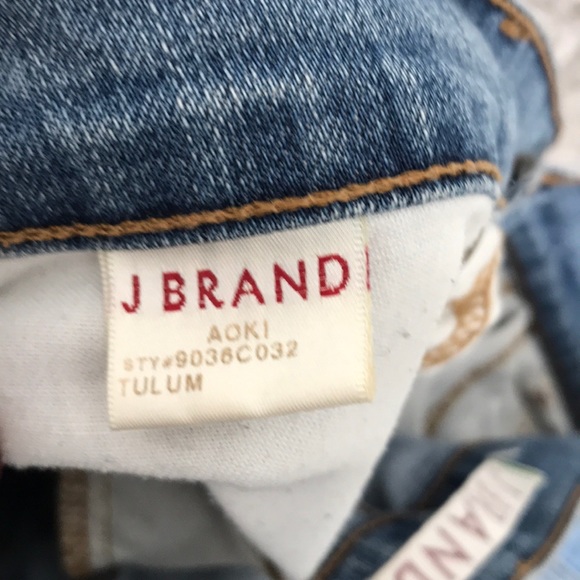 J BRAND
AOKI
STY#9036C032
TULUM